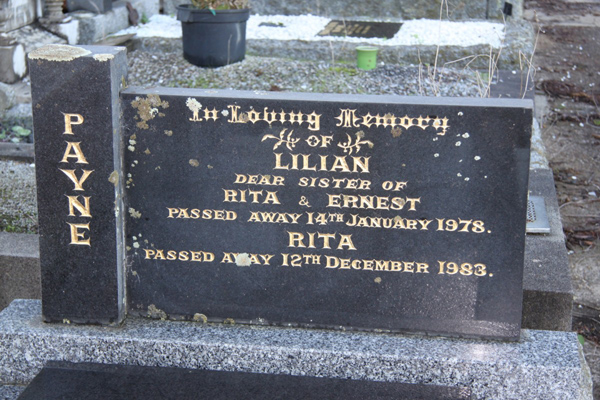 PAYNE
In Loving Memory
OF
LILIAN
DEAR SISTER OF
RITA & ERNEST
PASSED AWAY 14TH JANUARY 1978.
RITA
PASSED AWAY 12TH DECEMBER 1983.